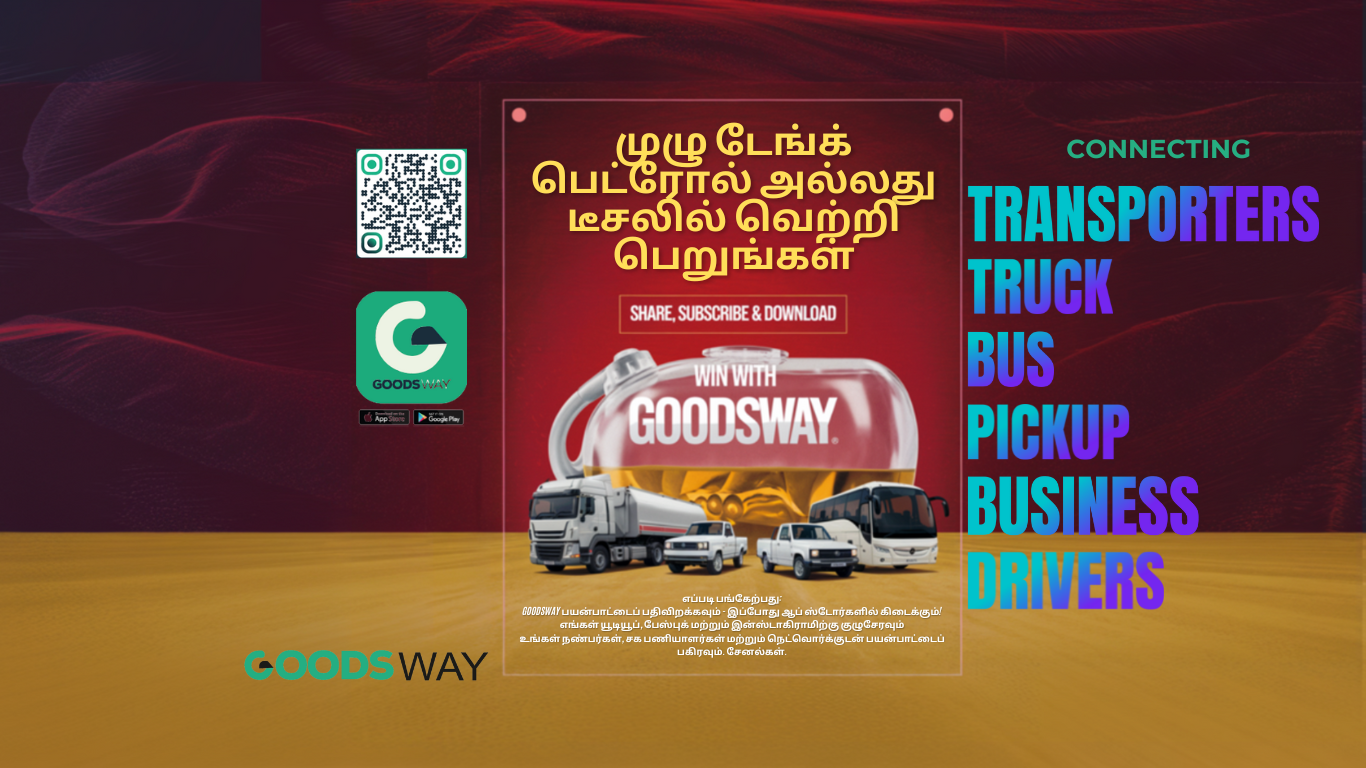 முழு டேங்க்
பெட்ரோல் அல்லது
டீசலில் வெற்றி
பெறுங்கள்
SHARE, SUBSCRIBE & DOWNLOAD
WIN WITH
GOODSWAY®
எப்படி பங்கேற்பது:
GOODSWAY பயன்பாட்டைப் பதிவிறக்கவும் - இப்போது ஆப் ஸ்டோர்களில் கிடைக்கும்!
எங்கள் யூடியூப், பேஸ்புக் மற்றும் இன்ஸ்டாகிராமிற்கு குழுசேரவும்
உங்கள் நண்பர்கள், சக பணியாளர்கள் மற்றும் நெட்வொர்க்குடன் பயன்பாட்டைப்
பகிரவும். சேனல்கள்.
GOODSWAY
App Store
Google Play
GOODSWAY
CONNECTING
TRANSPORTERS
TRUCK
BUS
PICKUP
BUSINESS
DRIVERS